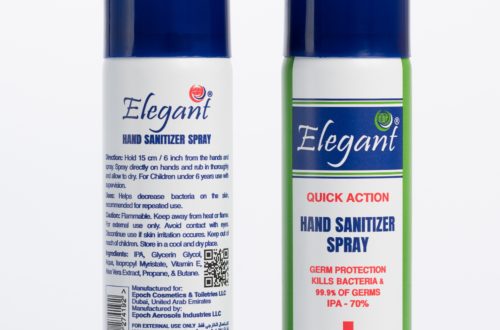 Elegant®
HAND SANITIZER SPRAY
Direction: Hold 15 cm / 6 inch from the hands and
spray Spray directly on hands and rub in thoroughly
and allow to dry. For Children under 6 years use with
supervision.
Uses: Helps decrease bacteria on the skin,
recommended for repeated use.
Caution: Flammable. Keep away from heat or flame.
For external use only. Avoid contact with eyes.
Discontinue use if skin irritation occures. Keep out of
reach of children. Store in a cool and dry place.
Ingredients: IPA, Glycerin Glycol,
Aqua, Isopropyl Myristate, Vitamin E,
Aloe Vera Extract, Propane, & Butane.
Manufactured for:
Epoch Cosmetics & Toiletries LLC
Dubai, United Arab Emirates
Manufactured by:
Epoch Aerosols Industries LLC
FOR EXTERNAL USE ONLY
Elegant®
QUICK ACTION
HAND SANITIZER
SPRAY
GERM PROTECTION
KILLS BACTERIA &
99.9% OF GERMS
IPA - 70%